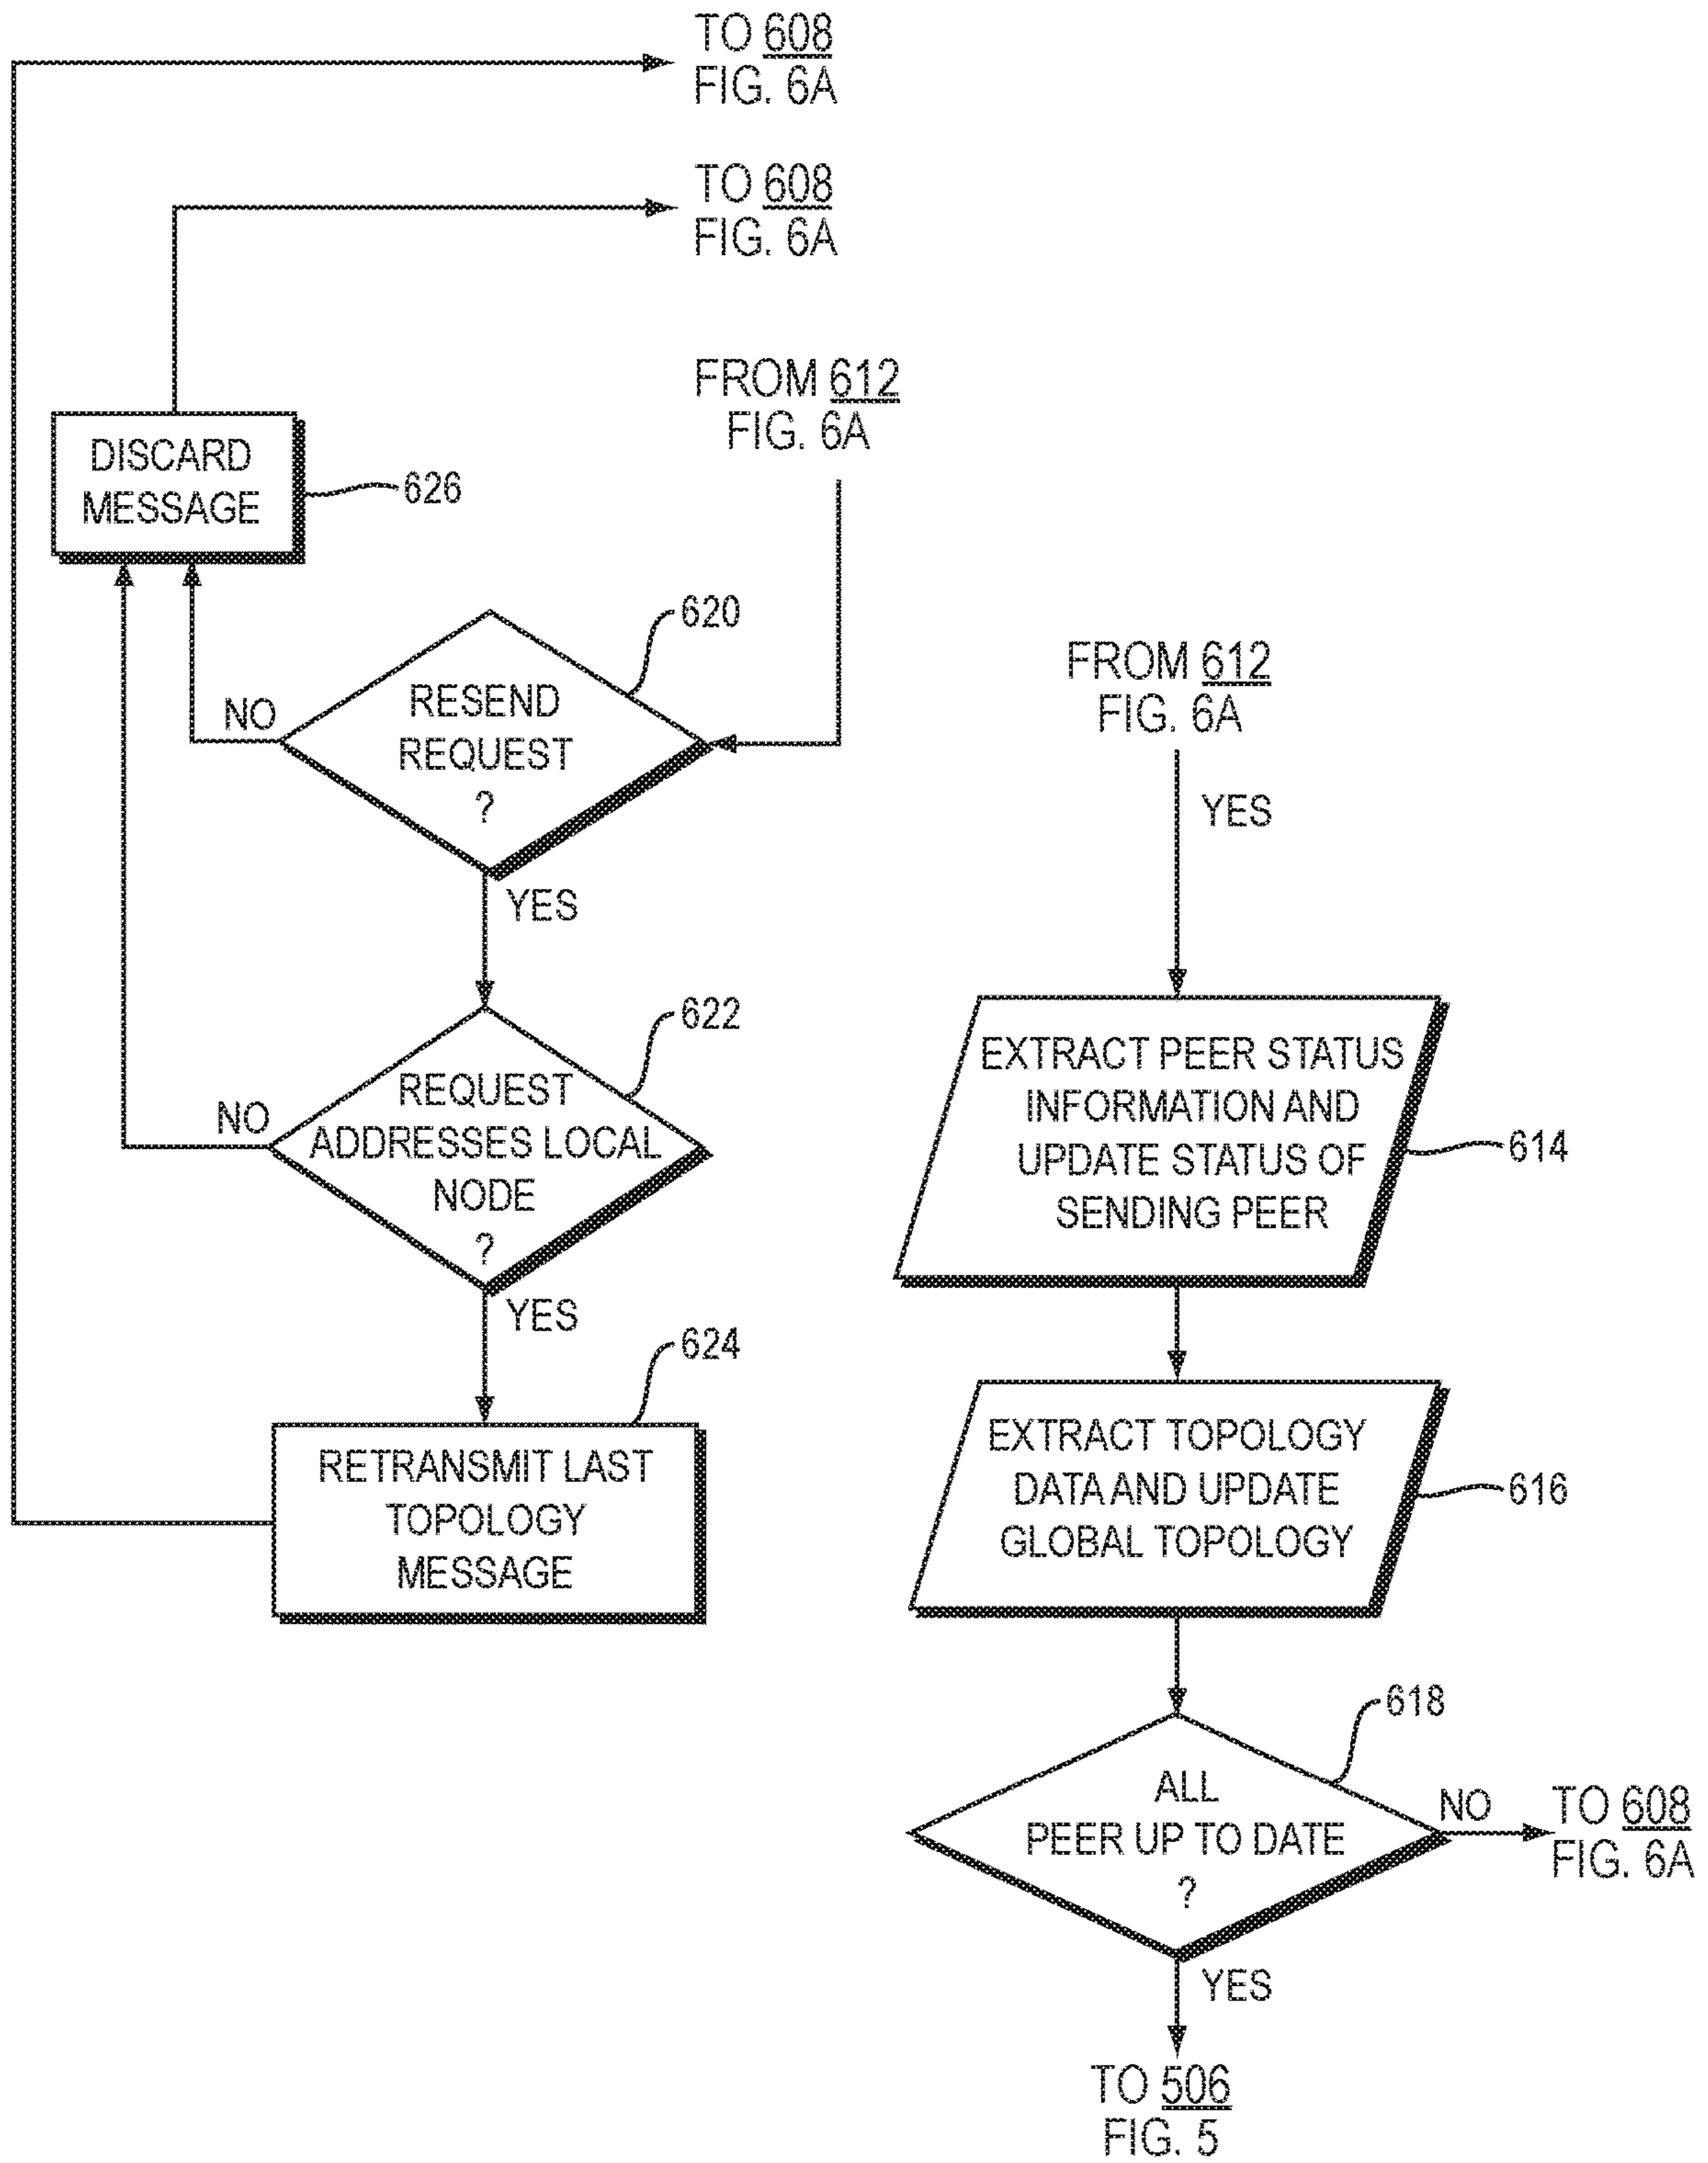 TO 608
FIG. 6A
TO 608
FIG. 6A
FROM 612
FIG. 6A
DISCARD
MESSAGE
626
620
RESEND
REQUEST
?
NO
YES
622
REQUEST
ADDRESSES LOCAL
NODE
?
NO
YES
624
RETRANSMIT LAST
TOPOLOGY
MESSAGE
FROM 612
FIG. 6A
YES
EXTRACT PEER STATUS
INFORMATION AND
UPDATE STATUS OF
SENDING PEER
614
EXTRACT TOPOLOGY
DATA AND UPDATE
GLOBAL TOPOLOGY
616
618
ALL
PEER UP TO DATE
?
NO
TO 608
FIG. 6A
YES
TO 506
FIG. 5